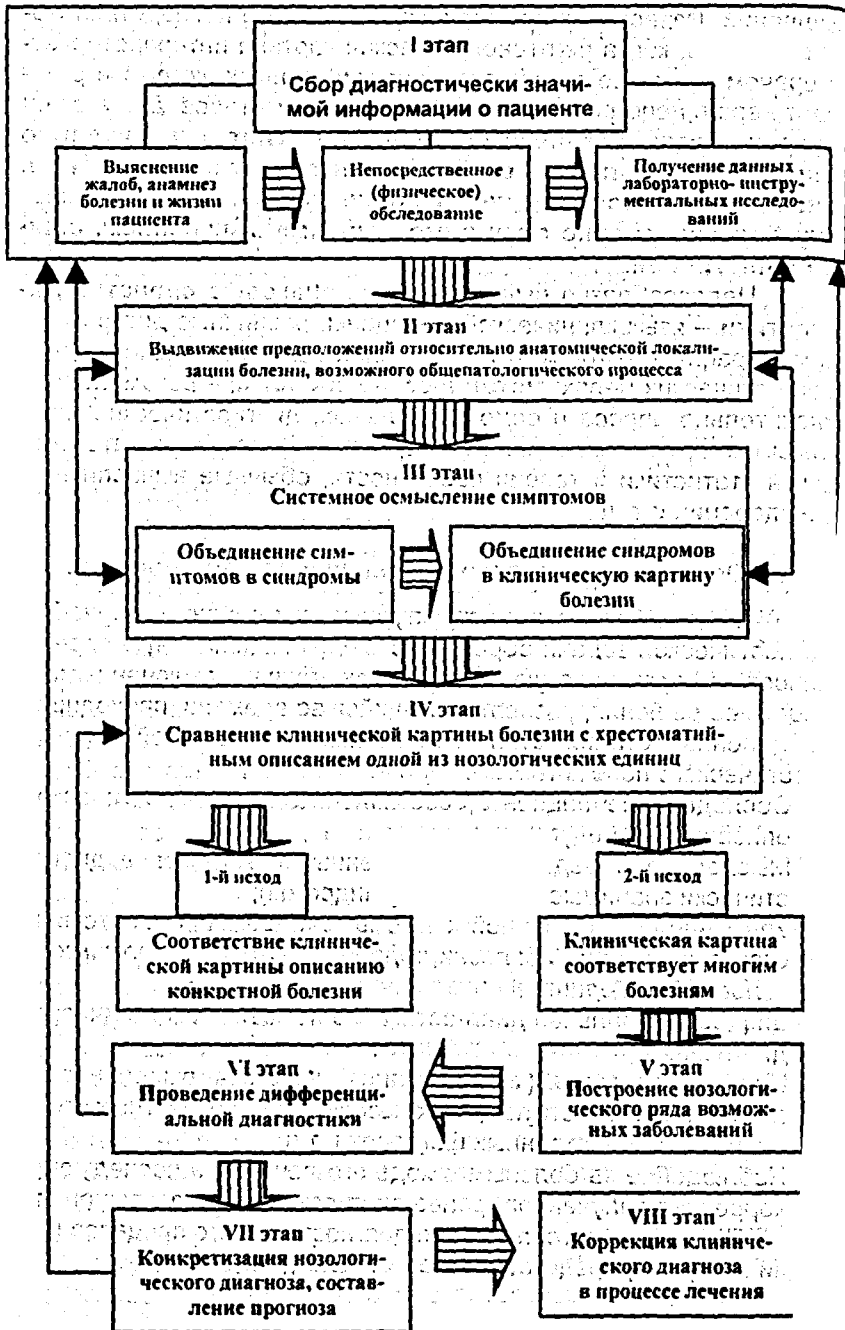 I этап
Сбор диагностически значи-
мой информации о пациенте
Выяснение
жалоб, анамнез
болезни и жизни
пациента
Непосредственное
(физическое)
обследование
Получение данных
лабораторно- инстру-
ментальных исследо-
ваний
II этап
Выдвижение предположений относительно анатомической локали-
зации болезни, возможного общепатологического процесса
III этап
Системное осмысление симптомов
Объединение сим-
птомов в синдромы
Объединение синдромов
в клиническую картину
болезни
IV этап
Сравнение клинической картины болезни с хрестоматий-
ным описанием одной из нозологических единиц
1-й исход
2-й исход
Соответствие клиниче-
ской картины описанию
конкретной болезни
Клиническая картина
соответствует многим
болезням
VI этап
Проведение дифференци-
альной диагностики
V этап
Построение нозологи-
ческого ряда возмож-
ных заболеваний
VII этап
Конкретизация нозологи-
ческого диагноза, состав-
ление прогноза
VIII этап
Коррекция клиниче-
ского диагноза
в процессе лечения